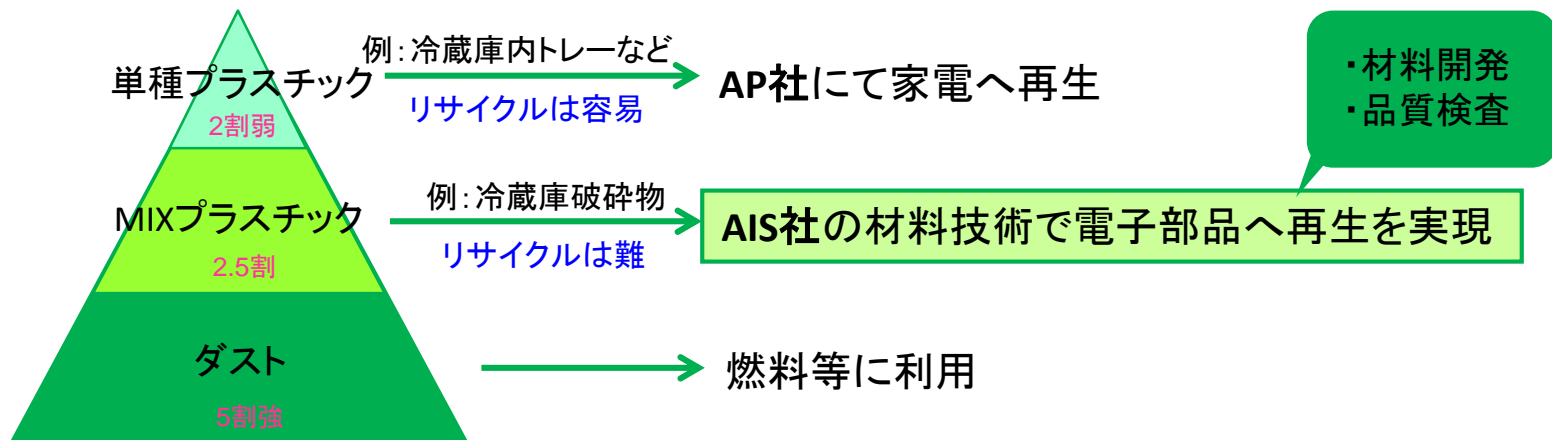 単種プラスチック
2割弱
例：冷蔵庫内トレーなど
リサイクルは容易
AP社にて家電へ再生
・材料開発
・品質検査
MIXプラスチック
2.5割
例：冷蔵庫破砕物
リサイクルは難
AIS社の材料技術で電子部品へ再生を実現
ダスト
5割強
燃料等に利用